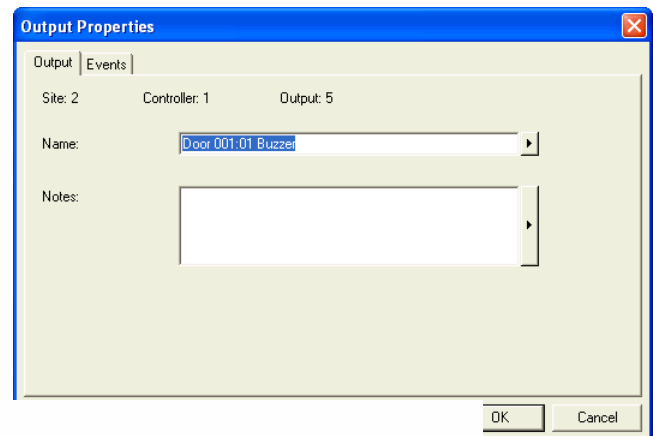 Output Properties
Output Events
Site: 2 Controller: 1 Output: 5
Name: Door 001:01 Buzzer
Notes:
OK Cancel